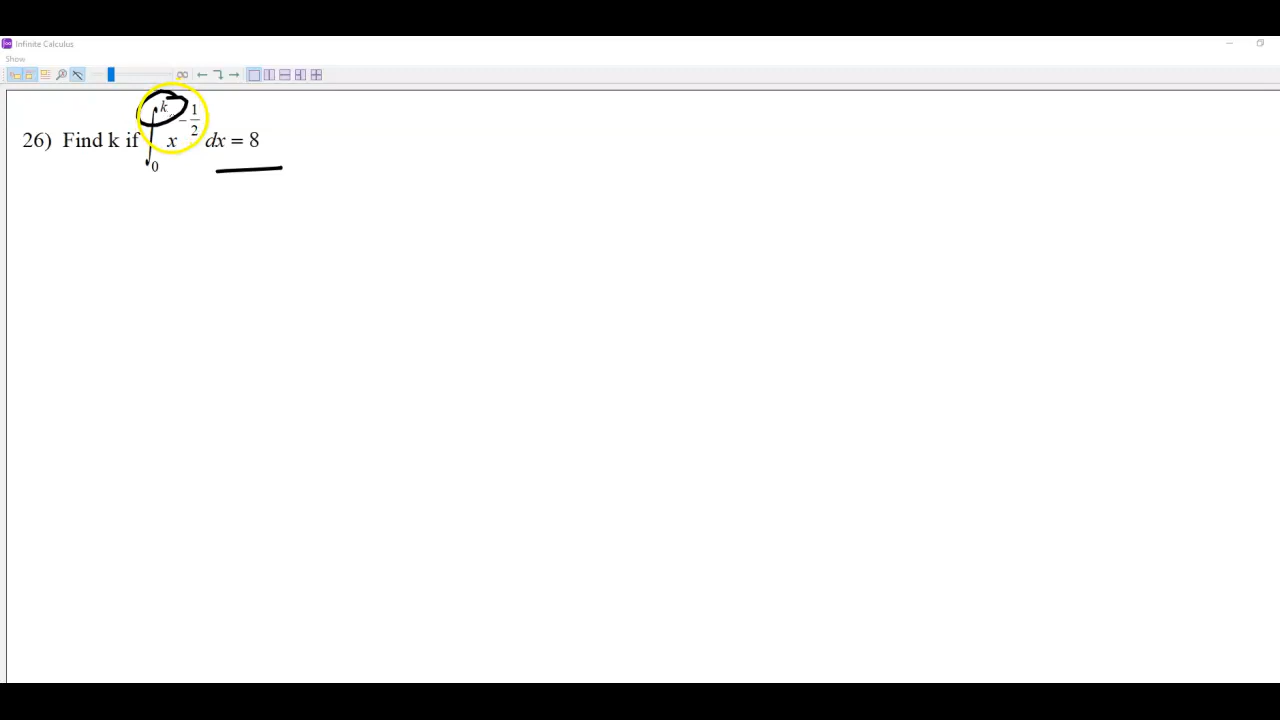 Infinite Calculus
Show
26) Find k if ∫₀ᵏ x^(-1/2) dx = 8